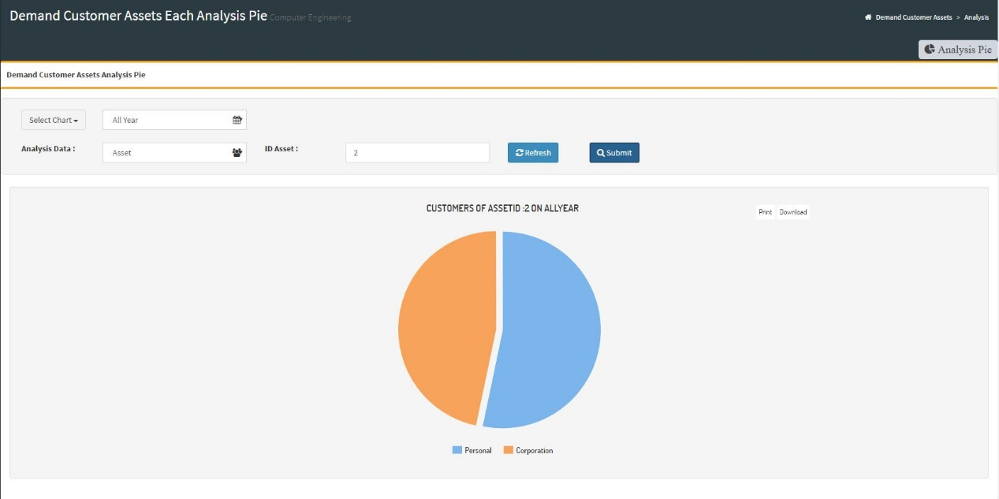 Demand Customer Assets Each Analysis Pie Computer Engineering
Demand Customer Assets > Analysis
Analysis Pie
Demand Customer Assets Analysis Pie
Select Chart
All Year
Analysis Data :
Asset
ID Asset :
2
Refresh
Submit
CUSTOMERS OF ASSETID :2 ON ALLYEAR
Print
Download
Personal
Corporation